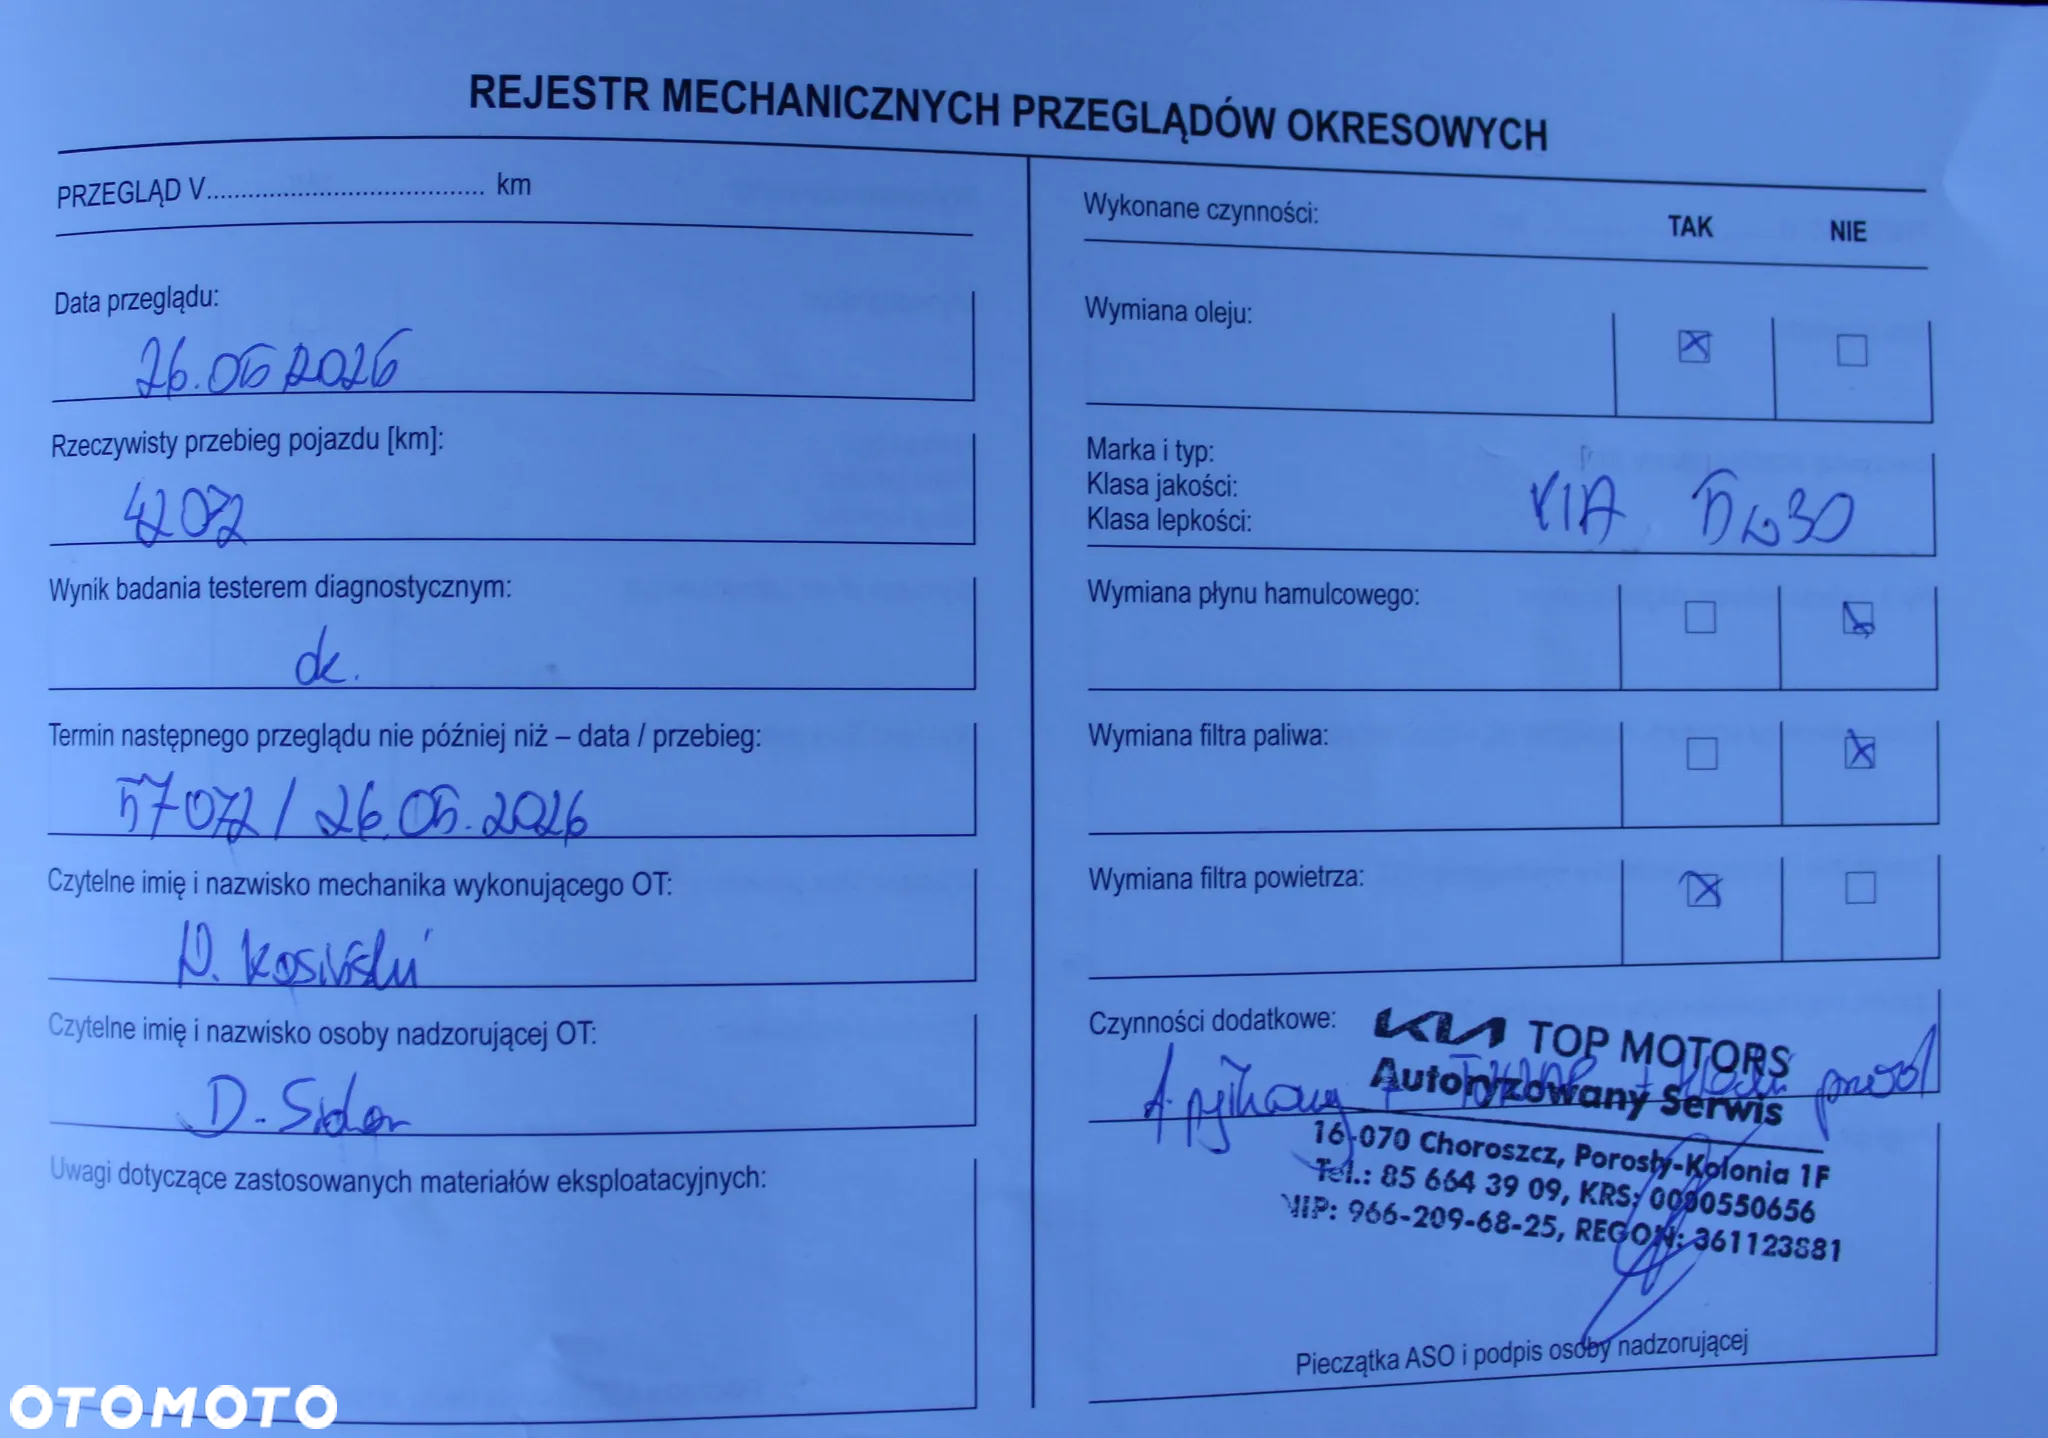 REJESTR MECHANICZNYCH PRZEGLĄDÓW OKRESOWYCH
PRZEGLĄD V........................................ km
Data przeglądu:
26.05 2026
Rzeczywisty przebieg pojazdu [km]:
42072
Wynik badania testerem diagnostycznym:
ok.
Termin następnego przeglądu nie później niż – data / przebieg:
57072 / 26.05.2026
Czytelne imię i nazwisko mechanika wykonującego OT:
D. Kosiński
Czytelne imię i nazwisko osoby nadzorującej OT:
D. Sidor
Uwagi dotyczące zastosowanych materiałów eksploatacyjnych:
Wykonane czynności:
TAK
NIE
Wymiana oleju:
Marka i typ:
Klasa jakości:
Klasa lepkości:
KIA 5w30
Wymiana płynu hamulcowego:
Wymiana filtra paliwa:
Wymiana filtra powietrza:
Czynności dodatkowe:
KIA TOP MOTORS
Autoryzowany Serwis
16-070 Choroszcz, Porosły-Kolonia 1F
Tel.: 85 664 39 09, KRS: 0000550656
NIP: 966-209-68-25, REGON: 361123881
Pieczątka ASO i podpis osoby nadzorującej
OTOMOTO